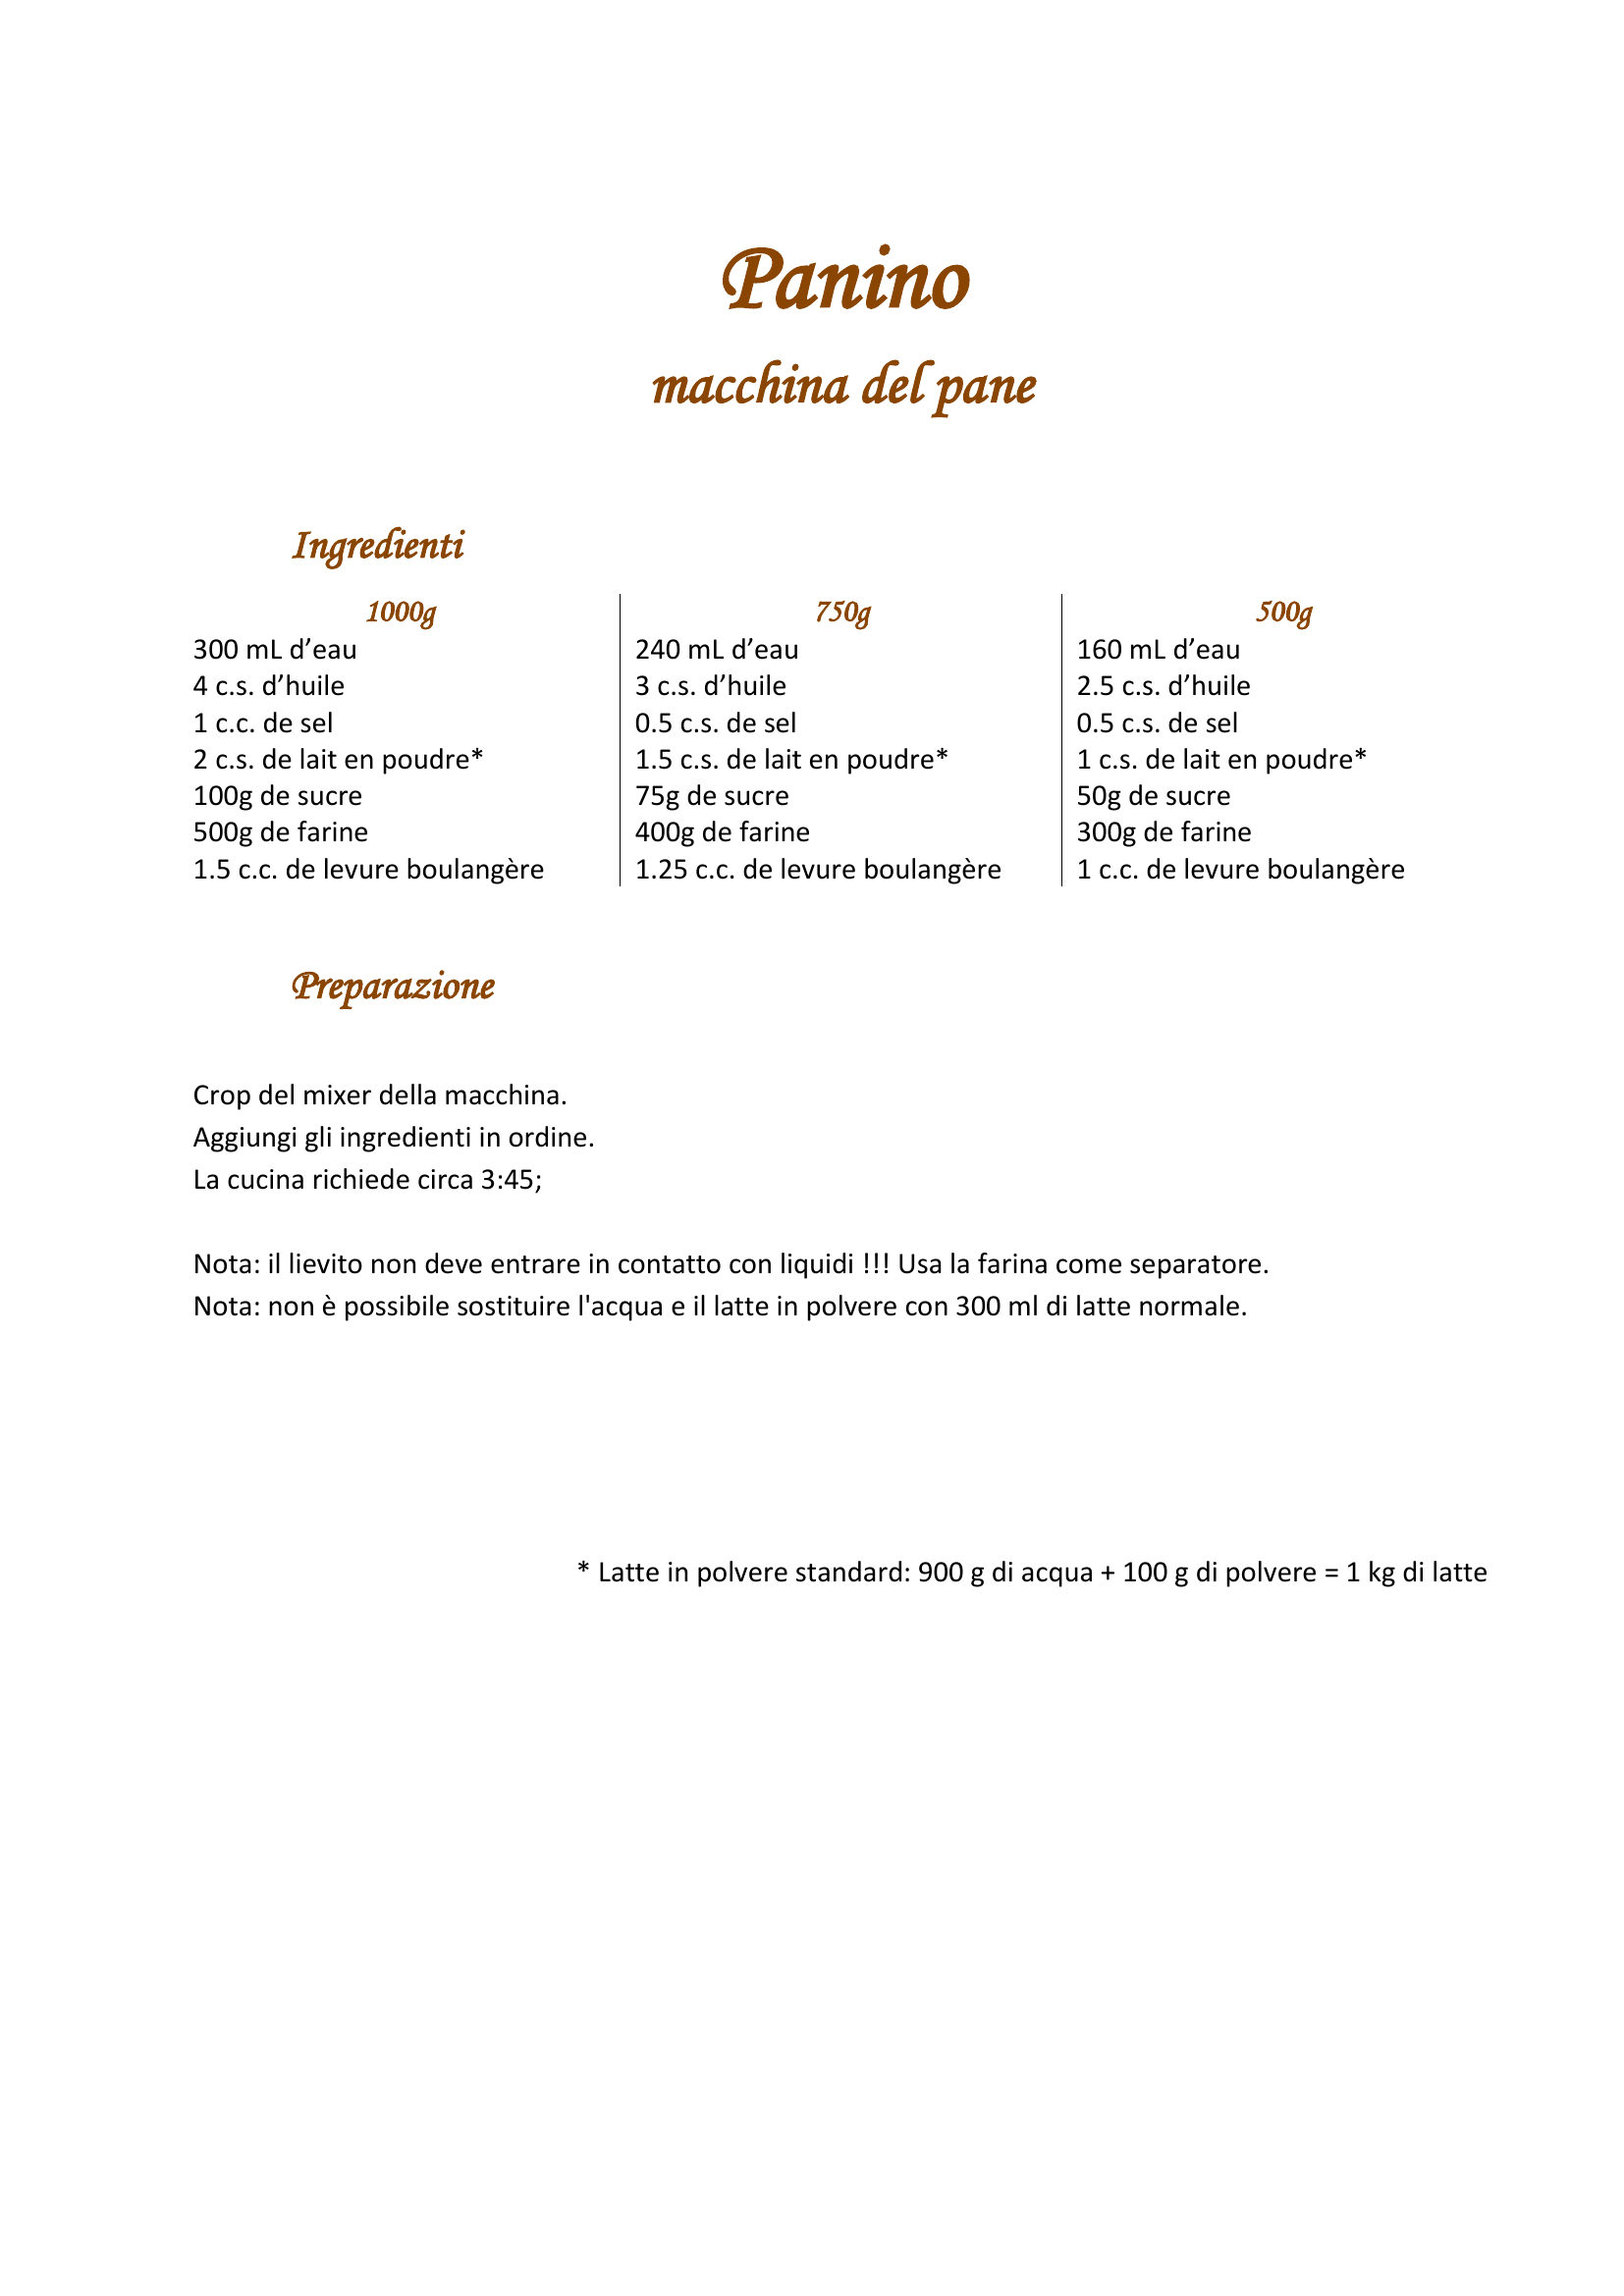 Panino
macchina del pane
Ingredienti
1000g
300 mL d’eau
4 c.s. d’huile
1 c.c. de sel
2 c.s. de lait en poudre*
100g de sucre
500g de farine
1.5 c.c. de levure boulangère
750g
240 mL d’eau
3 c.s. d’huile
0.5 c.s. de sel
1.5 c.s. de lait en poudre*
75g de sucre
400g de farine
1.25 c.c. de levure boulangère
500g
160 mL d’eau
2.5 c.s. d’huile
0.5 c.s. de sel
1 c.s. de lait en poudre*
50g de sucre
300g de farine
1 c.c. de levure boulangère
Preparazione
Crop del mixer della macchina.
Aggiungi gli ingredienti in ordine.
La cucina richiede circa 3:45;
Nota: il lievito non deve entrare in contatto con liquidi !!! Usa la farina come separatore.
Nota: non è possibile sostituire l'acqua e il latte in polvere con 300 ml di latte normale.
* Latte in polvere standard: 900 g di acqua + 100 g di polvere = 1 kg di latte